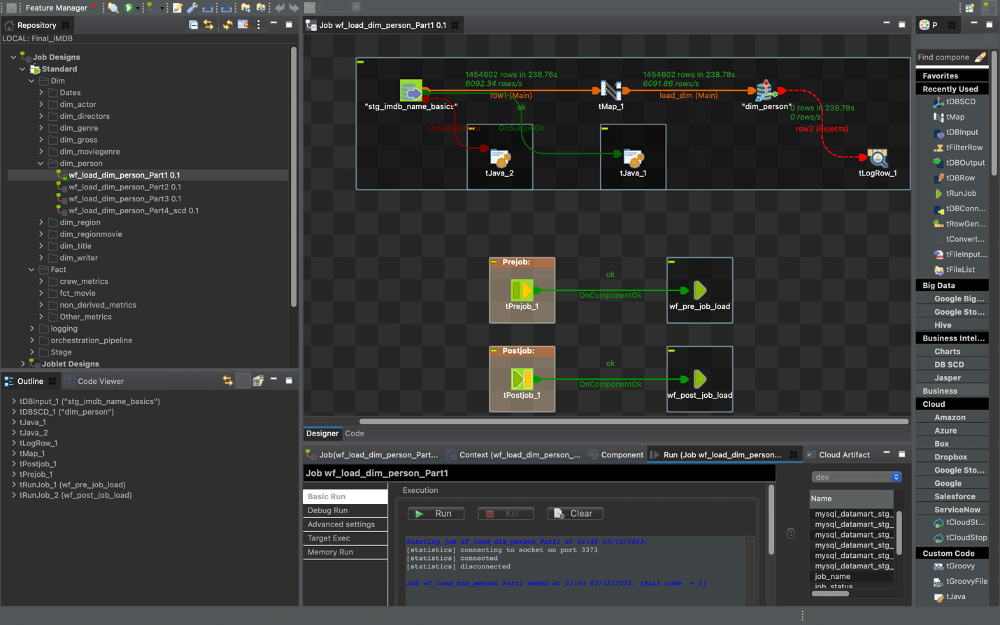 Feature Manager
Repository
LOCAL: Final_IMDB
Job Designs
Standard
Dim
Dates
dim_actor
dim_directors
dim_genre
dim_gross
dim_moviegenre
dim_person
wf_load_dim_person_Part1 0.1
wf_load_dim_person_Part2 0.1
wf_load_dim_person_Part3 0.1
wf_load_dim_person_Part4_scd 0.1
dim_region
dim_regionmovie
dim_title
dim_writer
Fact
crew_metrics
fct_movie
non_derived_metrics
Other_metrics
logging
orchestration_pipeline
Stage
Joblet Designs
Outline
Code Viewer
tDBInput_1 ("stg_imdb_name_basics")
tDBSCD_1 ("dim_person")
tJava_1
tJava_2
tLogRow_1
tMap_1
tPostjob_1
tPrejob_1
tRunJob_1 (wf_pre_job_load)
tRunJob_2 (wf_post_job_load)
Job wf_load_dim_person_Part1 0.1
1454602 rows in 238.76s
6092.34 rows/s
row1 (Main)
1454602 rows in 238.78s
6091.86 rows/s
load_dim (Main)
"stg_imdb_name_basics"
ok
tMap_1
"dim_person"
0 rows in 238.78s
0 rows/s
row2 (Rejects)
OnSubjobOk
tJava_2
tJava_1
tLogRow_1
Prejob:
ok
OnComponentOk
tPrejob_1
wf_pre_job_load
Postjob:
ok
OnComponentOk
tPostjob_1
wf_post_job_load
Designer
Code
Job(wf_load_dim_person_Part...
Context (wf_load_dim_person_...
Component
Run (Job wf_load_dim_person...
Cloud Artifact
Job wf_load_dim_person_Part1
Basic Run
Debug Run
Advanced settings
Target Exec
Memory Run
Execution
Run
Kill
Clear
Starting job wf_load_dim_person_Part1 at 01:40 03/12/2023.
[statistics] connecting to socket on port 3373
[statistics] connected
[statistics] disconnected
Job wf_load_dim_person_Part1 ended at 01:44 03/12/2023. [Exit code  = 0]
dev
Name
mysql_datamart_stg_
mysql_datamart_stg_
mysql_datamart_stg_
mysql_datamart_stg_
mysql_datamart_stg_
mysql_datamart_stg_
job_name
job_status
P
Find compone
Favorites
Recently Used
tDBSCD
tMap
tDBInput
tFilterRow
tDBOutput
tDBRow
tRunJob
tDBConn...
tRowGen...
tConvert...
tFileInput...
tFileList
Big Data
Google Big...
Google Sto...
Hive
Business Intel...
Charts
DB SCD
Jasper
Business
Cloud
Amazon
Azure
Box
Dropbox
Google Sto...
Google
Salesforce
ServiceNow
tCloudSt...
tCloudStop
Custom Code
tGroovy
tGroovyFile
tJava